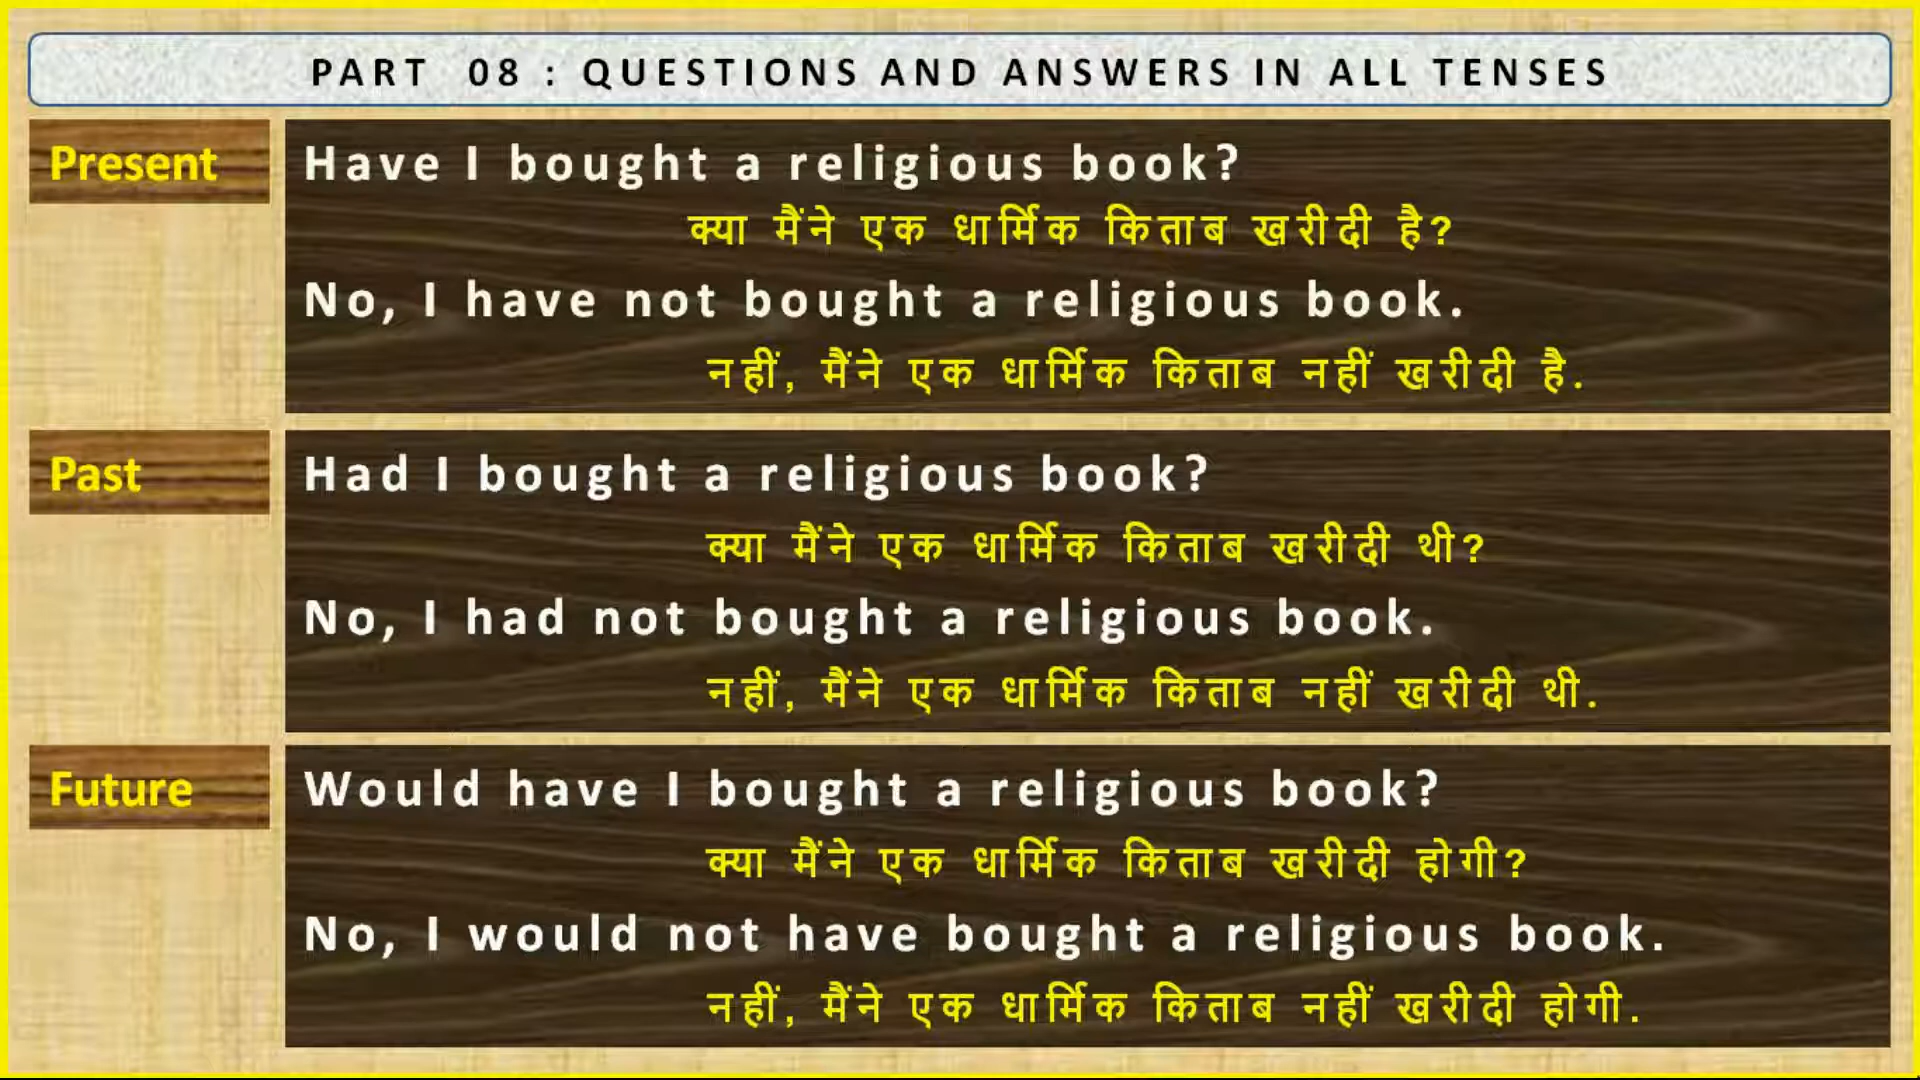 PART 08 : QUESTIONS AND ANSWERS IN ALL TENSES
Present
Have I bought a religious book?
क्या मैंने एक धार्मिक किताब खरीदी है?
No, I have not bought a religious book.
नहीं, मैंने एक धार्मिक किताब नहीं खरीदी है.
Past
Had I bought a religious book?
क्या मैंने एक धार्मिक किताब खरीदी थी?
No, I had not bought a religious book.
नहीं, मैंने एक धार्मिक किताब नहीं खरीदी थी.
Future
Would have I bought a religious book?
क्या मैंने एक धार्मिक किताब खरीदी होगी?
No, I would not have bought a religious book.
नहीं, मैंने एक धार्मिक किताब नहीं खरीदी होगी.